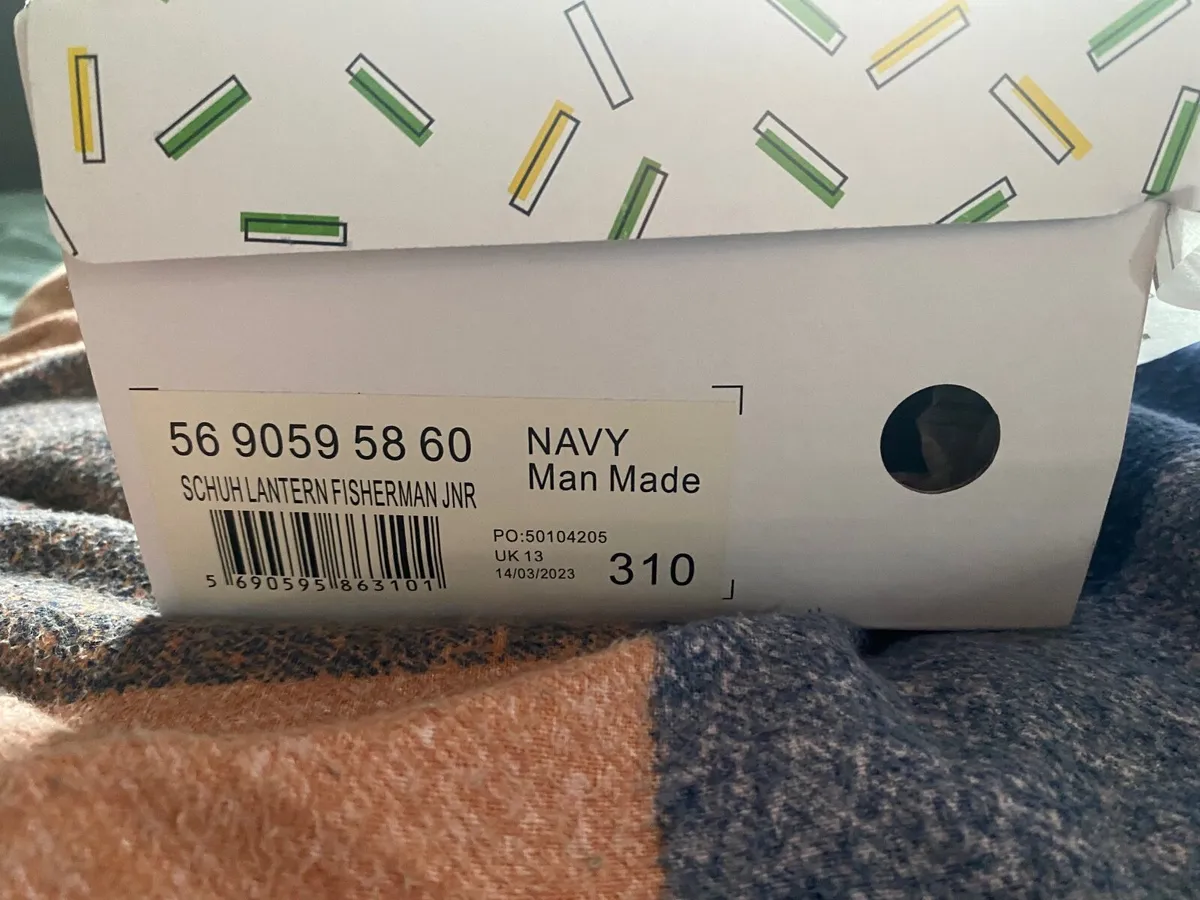 56 9059 58 60
SCHUH LANTERN FISHERMAN JNR
5 690595 863101
NAVY
Man Made
PO:50104205
UK 13
14/03/2023
310